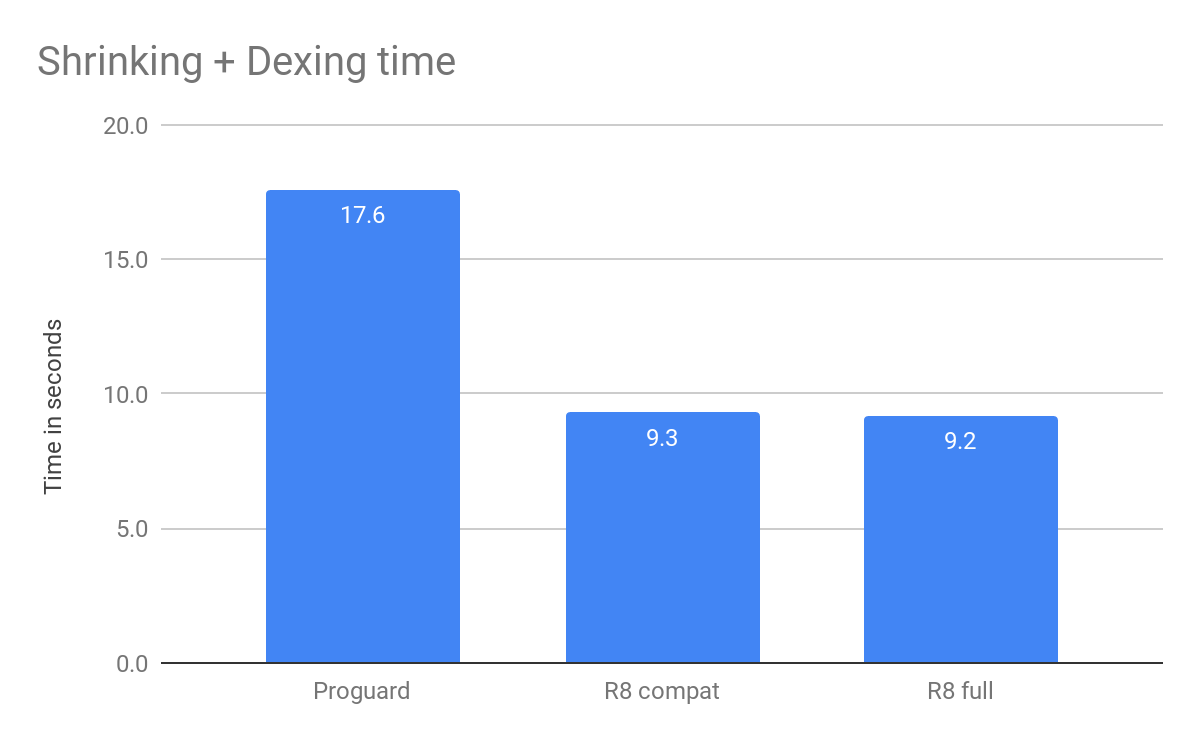 Shrinking + Dexing time
20.0
17.6
15.0
Time in seconds
10.0
9.3
9.2
5.0
0.0
Proguard
R8 compat
R8 full